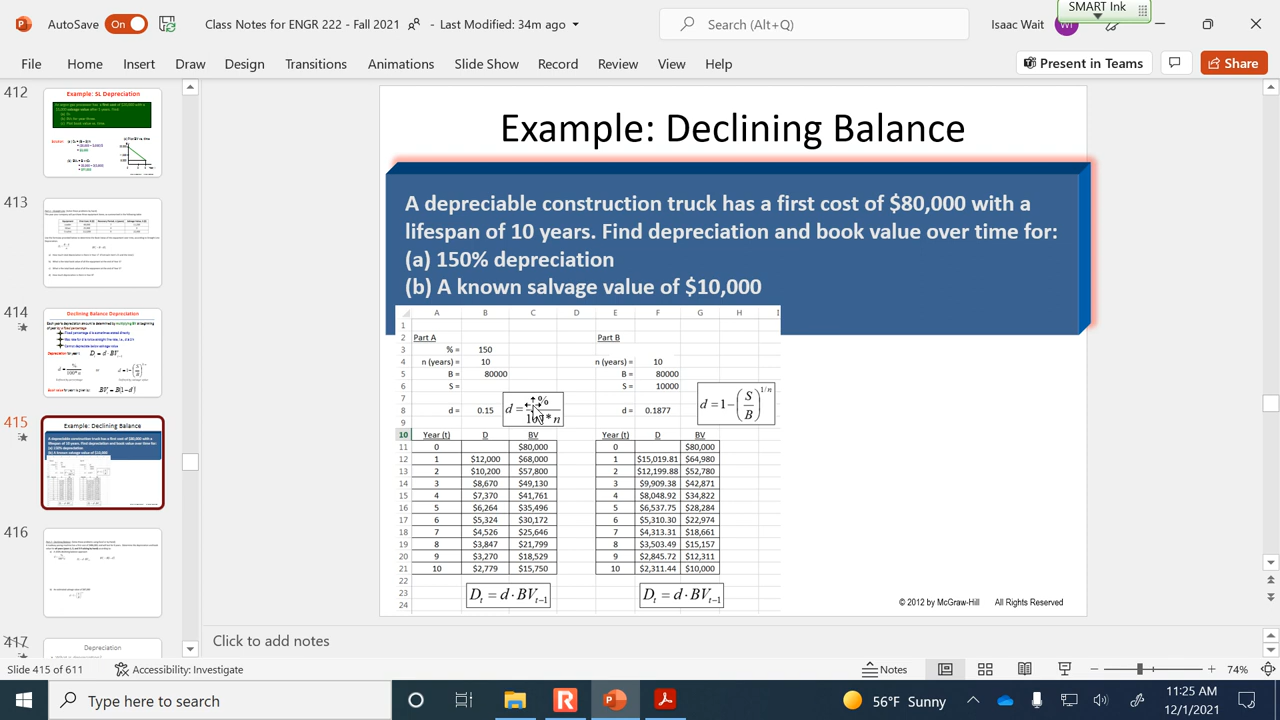 SMART Ink
AutoSave On Class Notes for ENGR 222 - Fall 2021 • Last Modified: 34m ago Search (Alt+Q) Isaac Wait WI
File Home Insert Draw Design Transitions Animations Slide Show Record Review View Help Present in Teams Share
412
Example: SL Depreciation
413
414
Declining Balance Depreciation
415
Example: Declining Balance
416
417
Depreciation
Example: Declining Balance
A depreciable construction truck has a first cost of $80,000 with a
lifespan of 10 years. Find depreciation and book value over time for:
(a) 150% depreciation
(b) A known salvage value of $10,000
1
2 Part A Part B
3 % = 150
4 n (years) = 10 n (years) = 10
5 B = 80000 B = 80000
6 S = S = 10000
7
8 d = d = 0.1877 d = 1 − (S/B)^1/n
9
10 Year (t) BV Year (t) D BV
11 0 $80,000 0 $80,000
12 1 $12,000 $68,000 1 $15,019.81 $64,980
13 2 $10,200 $57,800 2 $12,199.88 $52,780
14 3 $8,670 $49,130 3 $9,909.38 $42,871
15 4 $7,370 $41,761 4 $8,048.92 $34,822
16 5 $6,264 $35,496 5 $6,537.75 $28,284
17 6 $5,324 $30,172 6 $5,310.30 $22,974
18 7 $4,526 $25,646 7 $4,313.31 $18,661
19 8 $3,847 $21,799 8 $3,503.49 $15,157
20 9 $3,270 $18,529 9 $2,845.72 $12,311
21 10 $2,779 $15,750 10 $2,311.44 $10,000
22
23 Dt = d · BVt−1 Dt = d · BVt−1
24
© 2012 by McGraw-Hill All Rights Reserved
Click to add notes
Slide 415 of 611 Accessibility: Investigate Notes 74%
Type here to search 56°F Sunny 11:25 AM
12/1/2021